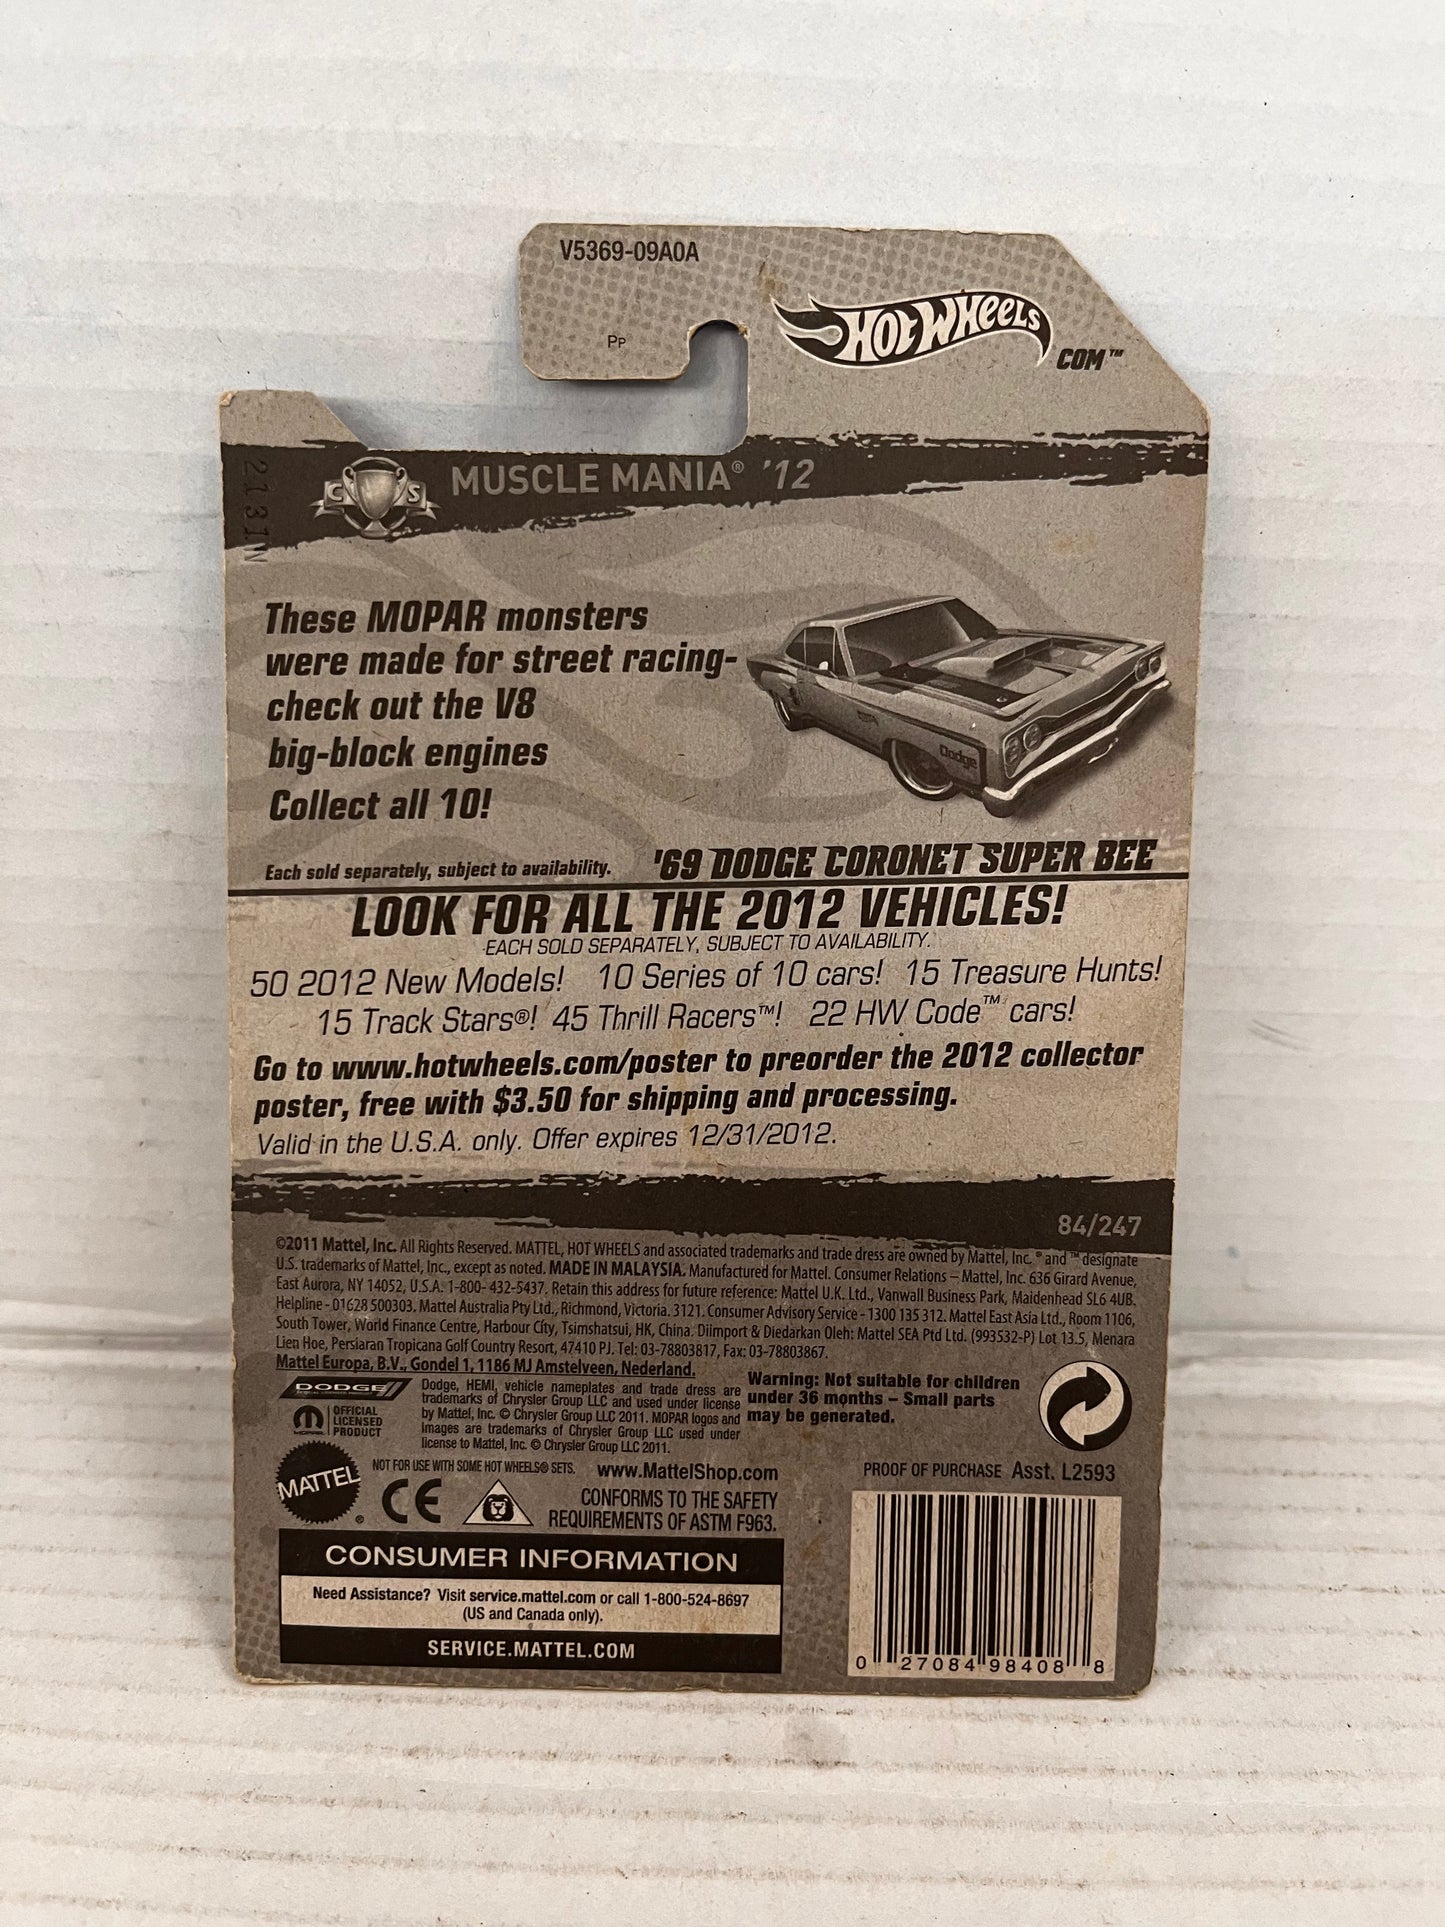 V5369-09A0A
PP
HOT WHEELS
.COM™
2131W
C S
MUSCLE MANIA® '12
These MOPAR monsters
were made for street racing-
check out the V8
big-block engines
Collect all 10!
Dodge
Each sold separately, subject to availability.
'69 DODGE CORONET SUPER BEE
LOOK FOR ALL THE 2012 VEHICLES!
EACH SOLD SEPARATELY, SUBJECT TO AVAILABILITY.
50 2012 New Models! 10 Series of 10 cars! 15 Treasure Hunts!
15 Track Stars®! 45 Thrill Racers™! 22 HW Code™ cars!
Go to www.hotwheels.com/poster to preorder the 2012 collector
poster, free with $3.50 for shipping and processing.
Valid in the U.S.A. only. Offer expires 12/31/2012.
84/247
©2011 Mattel, Inc. All Rights Reserved. MATTEL, HOT WHEELS and associated trademarks and trade dress are owned by Mattel, Inc. ® and ™ designate
U.S. trademarks of Mattel, Inc., except as noted. MADE IN MALAYSIA. Manufactured for Mattel. Consumer Relations – Mattel, Inc. 636 Girard Avenue,
East Aurora, NY 14052, U.S.A. 1-800- 432-5437. Retain this address for future reference: Mattel U.K. Ltd., Vanwall Business Park, Maidenhead SL6 4UB.
Helpline - 01628 500303. Mattel Australia Pty Ltd., Richmond, Victoria. 3121. Consumer Advisory Service - 1300 135 312. Mattel East Asia Ltd., Room 1106,
South Tower, World Finance Centre, Harbour City, Tsimshatsui, HK, China. Diimport & Diedarkan Oleh: Mattel SEA Ptd Ltd. (993532-P) Lot 13.5, Menara
Lien Hoe, Persiaran Tropicana Golf Country Resort, 47410 PJ. Tel: 03-78803817, Fax: 03-78803867.
Mattel Europa, B.V., Gondel 1, 1186 MJ Amstelveen, Nederland.
DODGE
MOPAR
OFFICIAL
LICENSED
PRODUCT
Dodge, HEMI, vehicle nameplates and trade dress are
trademarks of Chrysler Group LLC and used under license
by Mattel, Inc. © Chrysler Group LLC 2011. MOPAR logos and
images are trademarks of Chrysler Group LLC used under
license to Mattel, Inc. © Chrysler Group LLC 2011.
Warning: Not suitable for children
under 36 months – Small parts
may be generated.
MATTEL®
NOT FOR USE WITH SOME HOT WHEELS® SETS.
www.MattelShop.com
CE
CONFORMS TO THE SAFETY
REQUIREMENTS OF ASTM F963.
PROOF OF PURCHASE Asst. L2593
CONSUMER INFORMATION
Need Assistance? Visit service.mattel.com or call 1-800-524-8697
(US and Canada only).
SERVICE.MATTEL.COM
0 27084 98408 8